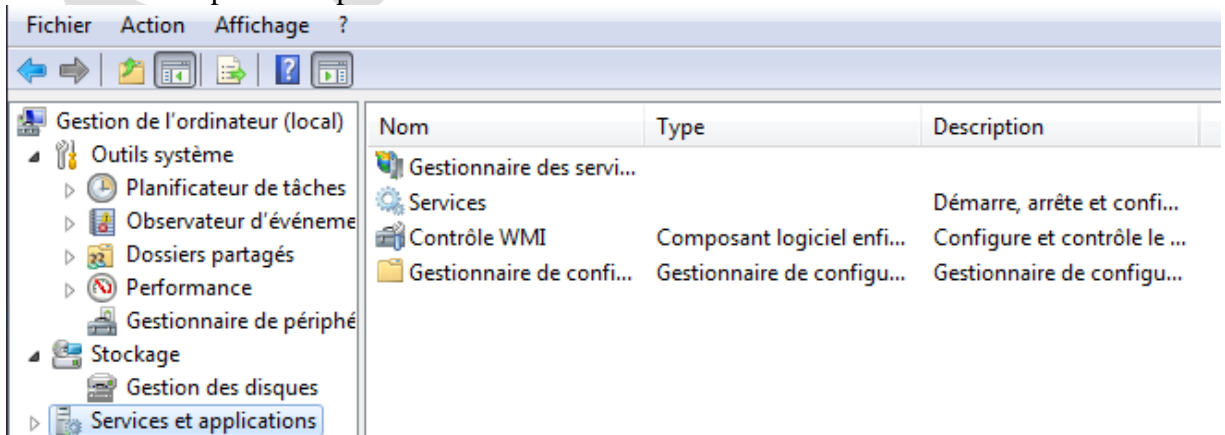 Fichier Action Affichage ?
Gestion de l'ordinateur (local)
Outils système
Planificateur de tâches
Observateur d'événeme
Dossiers partagés
Performance
Gestionnaire de périphé
Stockage
Gestion des disques
Services et applications
Nom Type Description
Gestionnaire des servi...
Services Démarre, arrête et confi...
Contrôle WMI Composant logiciel enfi... Configure et contrôle le ...
Gestionnaire de confi... Gestionnaire de configu... Gestionnaire de configu...